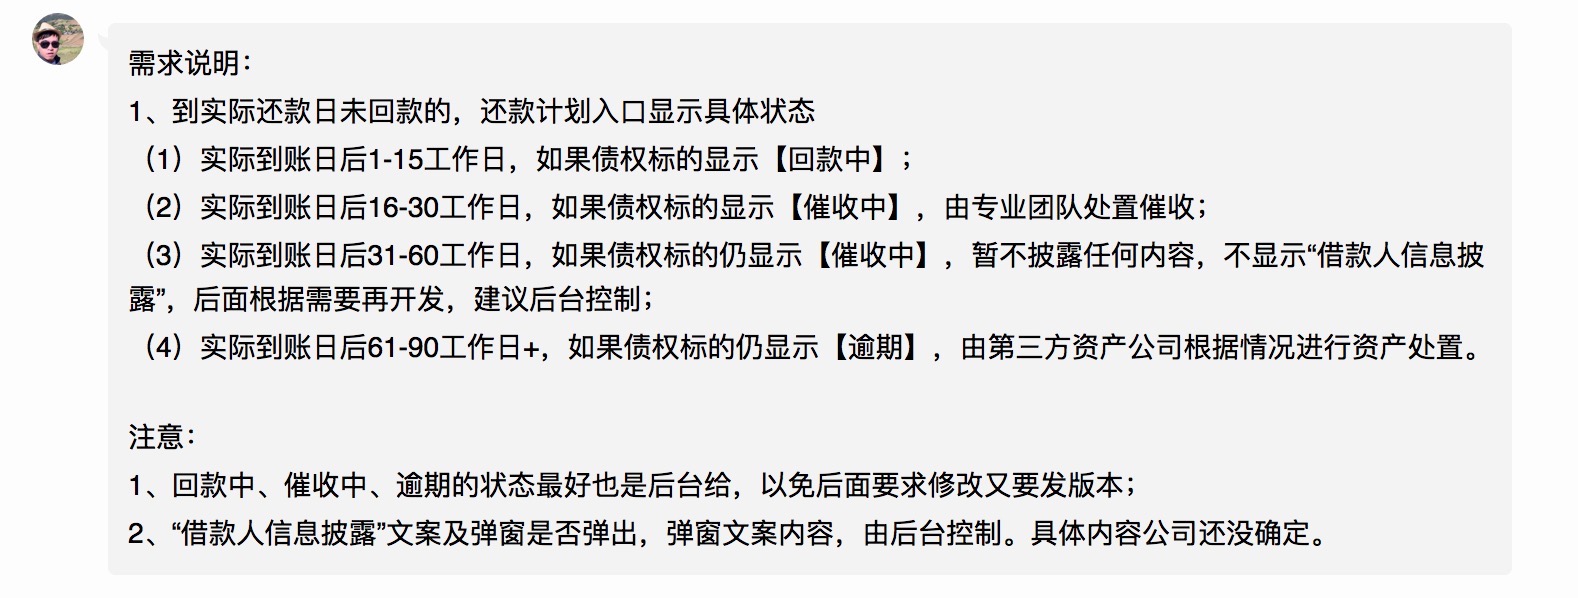 需求说明：
1、到实际还款日未回款的，还款计划入口显示具体状态
（1）实际到账日后1-15工作日，如果债权标的显示【回款中】；
（2）实际到账日后16-30工作日，如果债权标的显示【催收中】，由专业团队处置催收；
（3）实际到账日后31-60工作日，如果债权标的仍显示【催收中】，暂不披露任何内容，不显示“借款人信息披
露”，后面根据需要再开发，建议后台控制；
（4）实际到账日后61-90工作日+，如果债权标的仍显示【逾期】，由第三方资产公司根据情况进行资产处置。
注意：
1、回款中、催收中、逾期的状态最好也是后台给，以免后面要求修改又要发版本；
2、“借款人信息披露”文案及弹窗是否弹出，弹窗文案内容，由后台控制。具体内容公司还没确定。